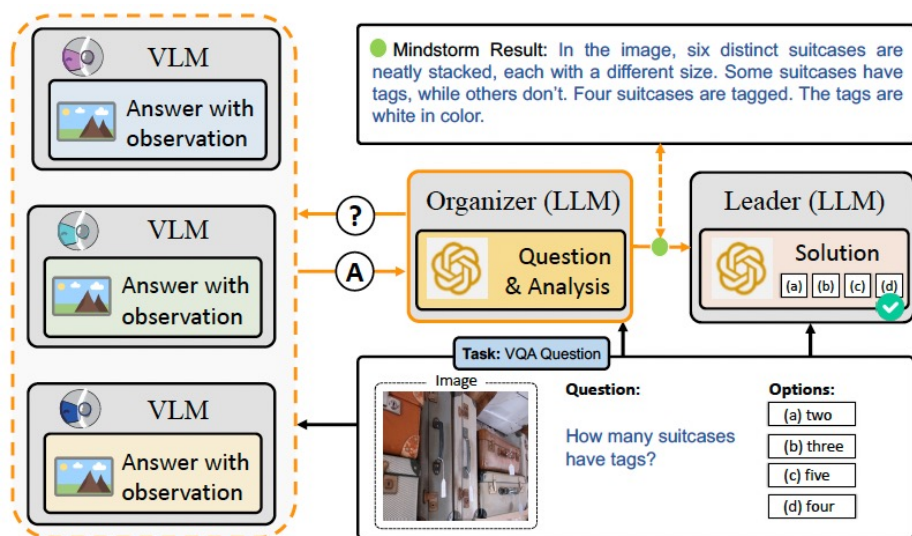 VLM
Answer with
observation
VLM
Answer with
observation
VLM
Answer with
observation
Mindstorm Result: In the image, six distinct suitcases are
neatly stacked, each with a different size. Some suitcases have
tags, while others don't. Four suitcases are tagged. The tags are
white in color.
?
A
Organizer (LLM)
Question
& Analysis
Leader (LLM)
Solution
(a) (b) (c) (d)
Task: VQA Question
Image
Question:
How many suitcases
have tags?
Options:
(a) two
(b) three
(c) five
(d) four